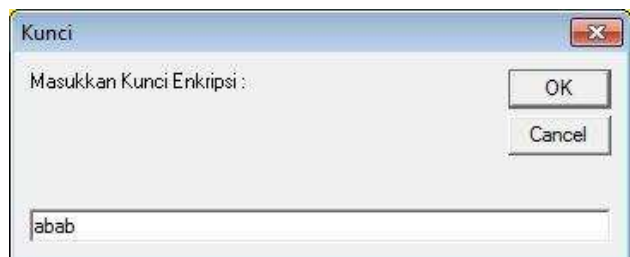 Kunci
Masukkan Kunci Enkripsi :
OK
Cancel
abab